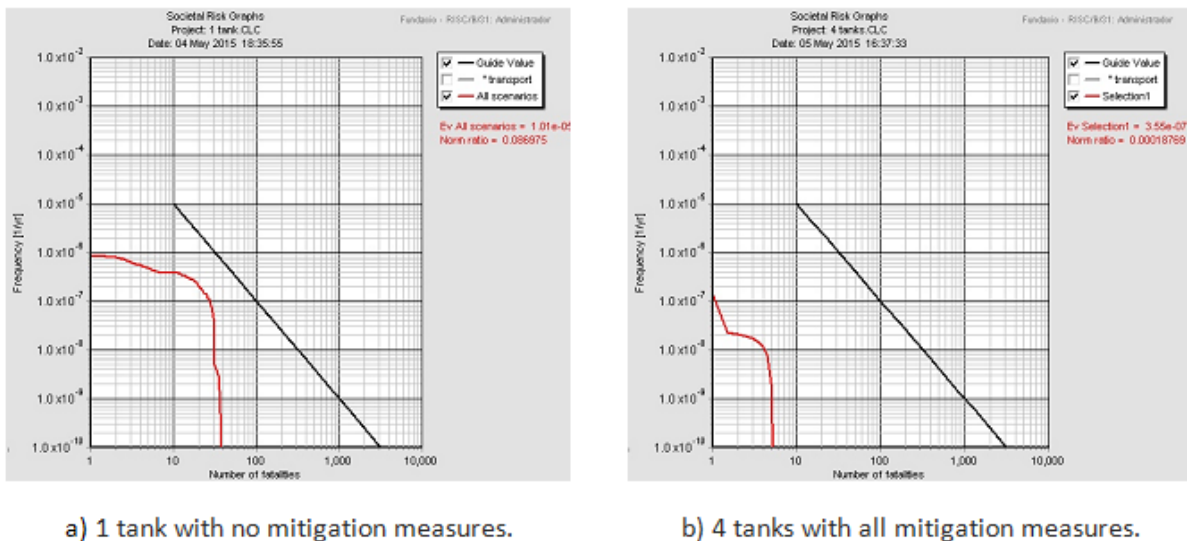 Societal Risk Graphs
Project: 1 tank.CLC
Date: 04 May 2015 18:35:55
Fundacio - RISC/BG1: Administrador
Guide Value
* transport
All scenarios
Ev All scenarios = 1.01e-05
Norm ratio = 0.086975
Frequency [1/yr]
1.0 x10 -2
1.0 x10 -3
1.0 x10 -4
1.0 x10 -5
1.0 x10 -6
1.0 x10 -7
1.0 x10 -8
1.0 x10 -9
1.0 x10 -10
1 10 100 1,000 10,000
Number of fatalities
a) 1 tank with no mitigation measures.
Societal Risk Graphs
Project: 4 tanks.CLC
Date: 05 May 2015 16:37:33
Fundacio - RISC/BG1: Administrador
Guide Value
* transport
Selection1
Ev Selection1 = 3.55e-07
Norm ratio = 0.00018769
Frequency [1/yr]
1.0 x10 -2
1.0 x10 -3
1.0 x10 -4
1.0 x10 -5
1.0 x10 -6
1.0 x10 -7
1.0 x10 -8
1.0 x10 -9
1.0 x10 -10
1 10 100 1,000 10,000
Number of fatalities
b) 4 tanks with all mitigation measures.